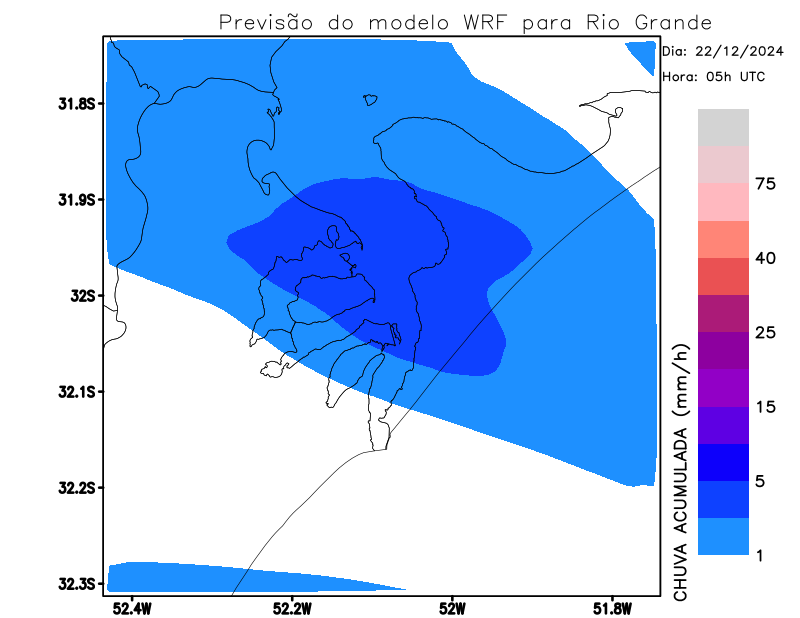 Previsão do modelo WRF para Rio Grande
Dia: 22/12/2024
Hora: 05h UTC
31.8S
31.9S
32S
32.1S
32.2S
32.3S
52.4W
52.2W
52W
51.8W
CHUVA ACUMULADA (mm/h)
75
40
25
15
5
1